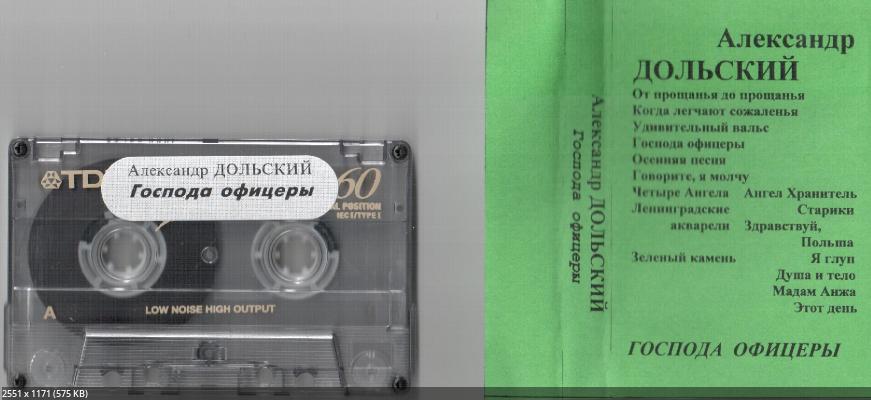 TD
Александр ДОЛЬСКИЙ
Господа офицеры
60
AL POSITION
IEC I/TYPE I
A
LOW NOISE HIGH OUTPUT
Александр ДОЛЬСКИЙ
Господа офицеры
Александр
ДОЛЬСКИЙ
От прощанья до прощанья
Когда легчают сожаленья
Удивительный вальс
Господа офицеры
Осенняя песня
Говорите, я молчу
Четыре Ангела Ангел Хранитель
Ленинградские Старики
акварели Здравствуй,
Польша
Зеленый камень Я глуп
Душа и тело
Мадам Анжа
Этот день
ГОСПОДА ОФИЦЕРЫ
2551 x 1171 (575 KB)